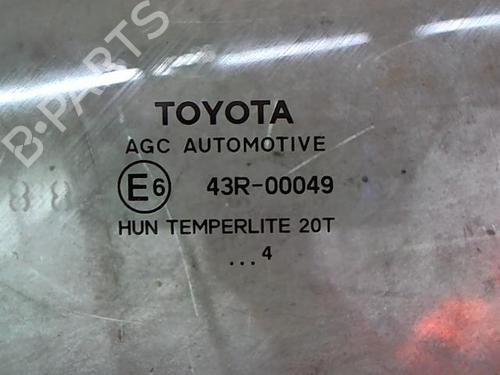 B-PARTS
TOYOTA
AGC AUTOMOTIVE
E6 43R-00049
HUN TEMPERLITE 20T
...4